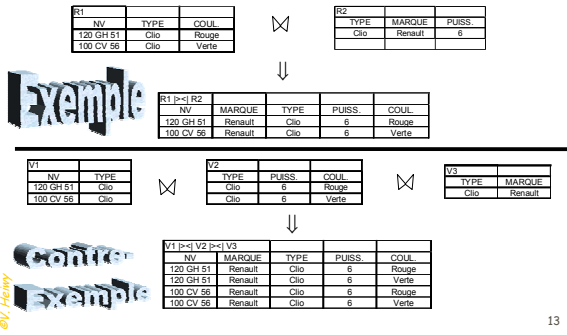 R1
NV TYPE COUL.
120 GH 51 Clio Rouge
100 CV 56 Clio Verte
R2
TYPE MARQUE PUISS.
Clio Renault 6
Exemple
R1 |><| R2
NV MARQUE TYPE PUISS. COUL.
120 GH 51 Renault Clio 6 Rouge
100 CV 56 Renault Clio 6 Verte
V1
NV TYPE
120 GH 51 Clio
100 CV 56 Clio
V2
TYPE PUISS. COUL.
Clio 6 Rouge
Clio 6 Verte
V3
TYPE MARQUE
Clio Renault
Contre
Exemple
V1 |><| V2 |><| V3
NV MARQUE TYPE PUISS. COUL.
120 GH 51 Renault Clio 6 Rouge
120 GH 51 Renault Clio 6 Verte
100 CV 56 Renault Clio 6 Rouge
100 CV 56 Renault Clio 6 Verte
©V. Heiwy
13